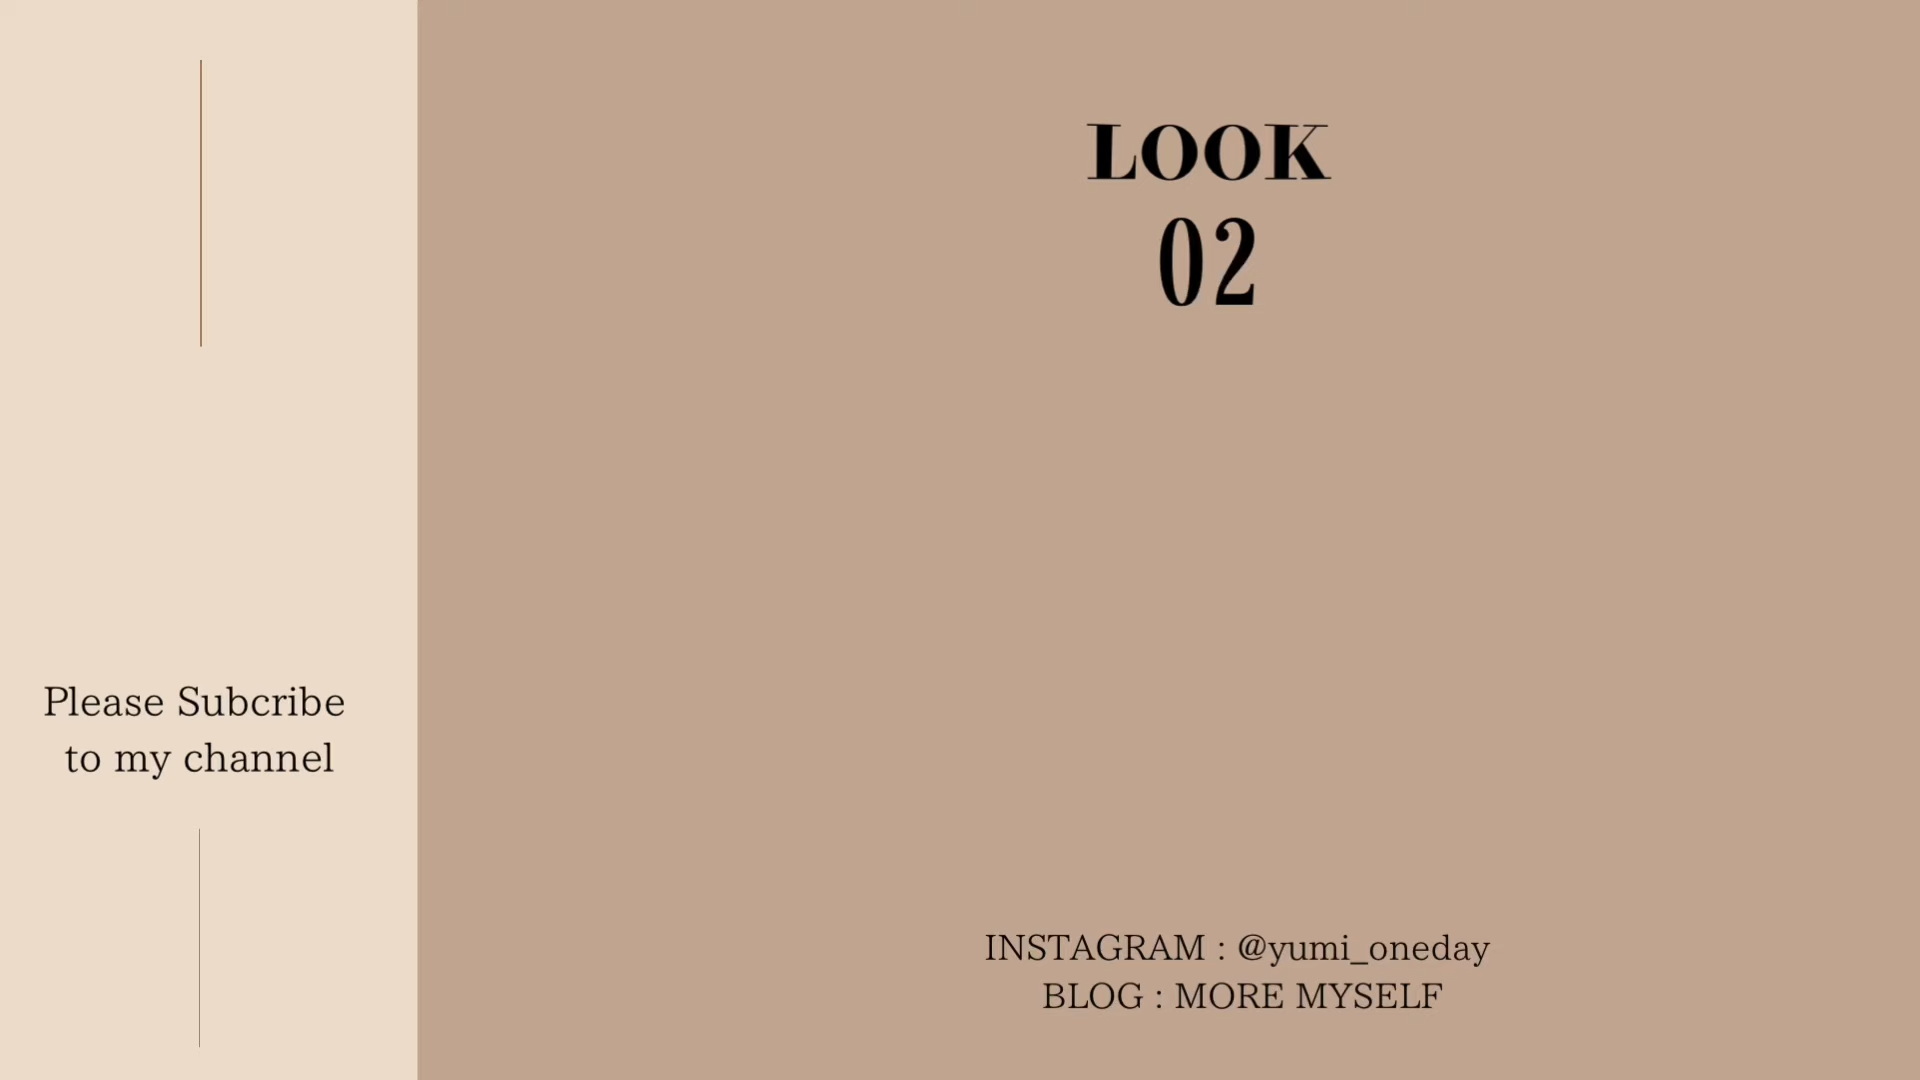 LOOK
02
Please Subcribe
to my channel
INSTAGRAM : @yumi_oneday
BLOG : MORE MYSELF